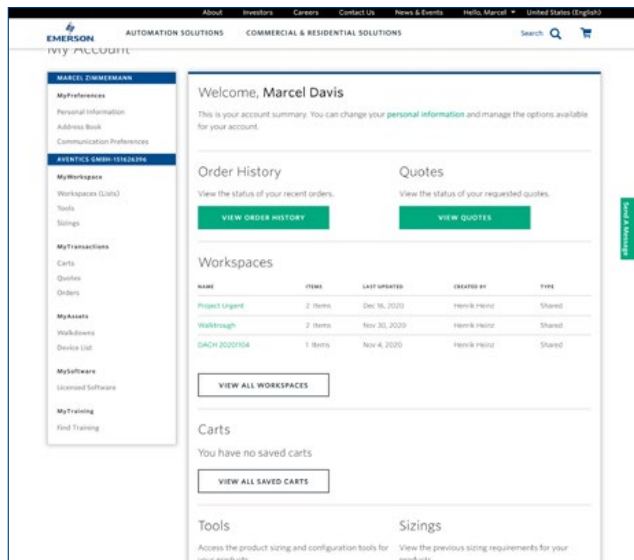 About Investors Careers Contact Us News & Events Hello, Marcel United States (English)
EMERSON AUTOMATION SOLUTIONS COMMERCIAL & RESIDENTIAL SOLUTIONS Search
My Account
MARCEL ZIMMERMANN
MyPreferences
Personal Information
Address Book
Communication Preferences
AVENTICS GMBH-151626396
MyWorkspace
Workspaces (Lists)
Tools
Sizings
MyTransactions
Carts
Quotes
Orders
MyAssets
Walkdowns
Device List
MySoftware
Licensed Software
MyTraining
Find Training
Welcome, Marcel Davis
This is your account summary. You can change your personal information and manage the options available
for your account.
Order History
View the status of your recent orders.
VIEW ORDER HISTORY
Quotes
View the status of your requested quotes.
VIEW QUOTES
Workspaces
NAME ITEMS LAST UPDATED CREATED BY TYPE
Project Urgent 2 Items Dec 16, 2020 Henrik Heinz Shared
Walktrough 2 Items Nov 30, 2020 Henrik Heinz Shared
DACH 20201104 1 Items Nov 4, 2020 Henrik Heinz Shared
VIEW ALL WORKSPACES
Carts
You have no saved carts
VIEW ALL SAVED CARTS
Tools
Access the product sizing and configuration tools for
your products
Sizings
View the previous sizing requirements for your
products
Send A Message